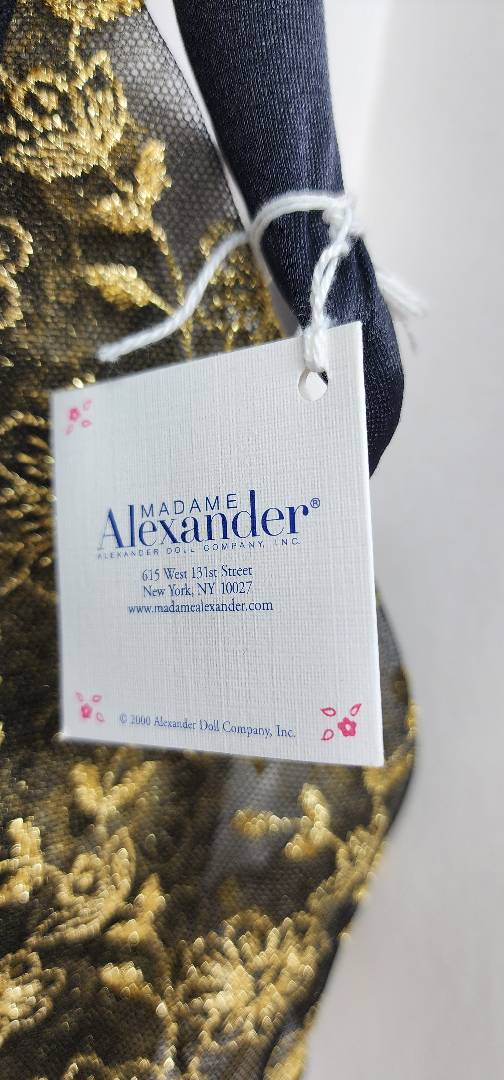 MADAME
Alexander®
ALEXANDER DOLL COMPANY, INC.
615 West 131st Street
New York, NY 10027
www.madamealexander.com
© 2000 Alexander Doll Company, Inc.